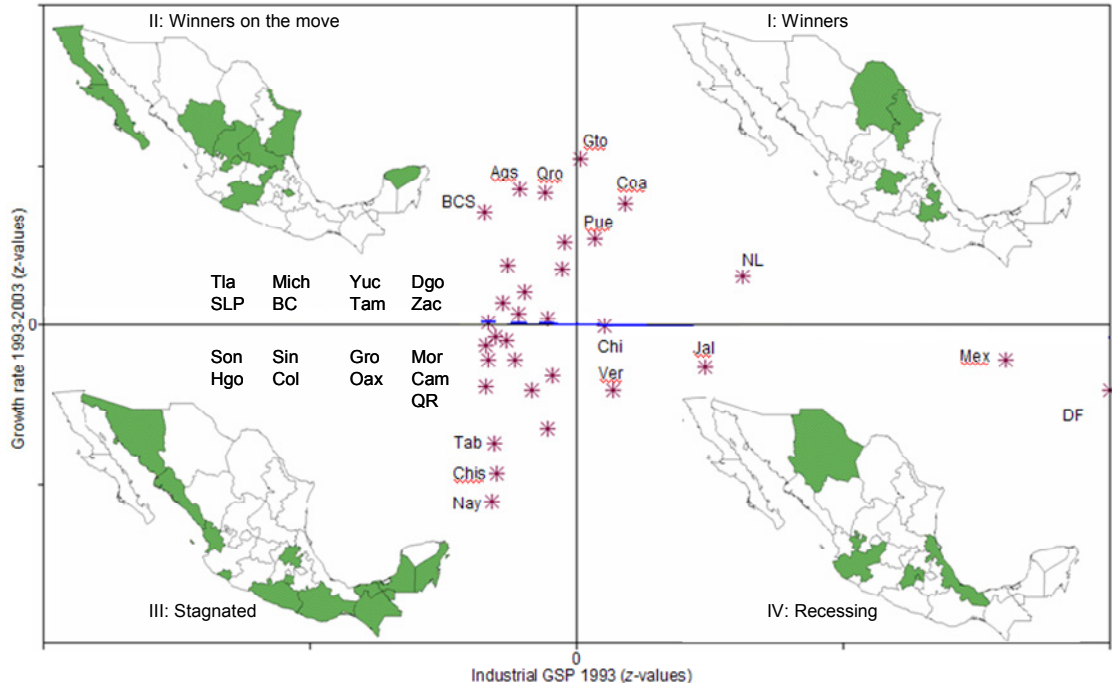 II: Winners on the move
I: Winners
Gto
Ags Qro
Coa
BCS
Pue
NL
Tla Mich Yuc Dgo
SLP BC Tam Zac
0
Son Sin Gro Mor
Hgo Col Oax Cam
QR
Chi
Jal
Ver
Mex
DF
Tab
Chis
Nay
III: Stagnated
IV: Recessing
0
Growth rate 1993-2003 (z-values)
Industrial GSP 1993 (z-values)